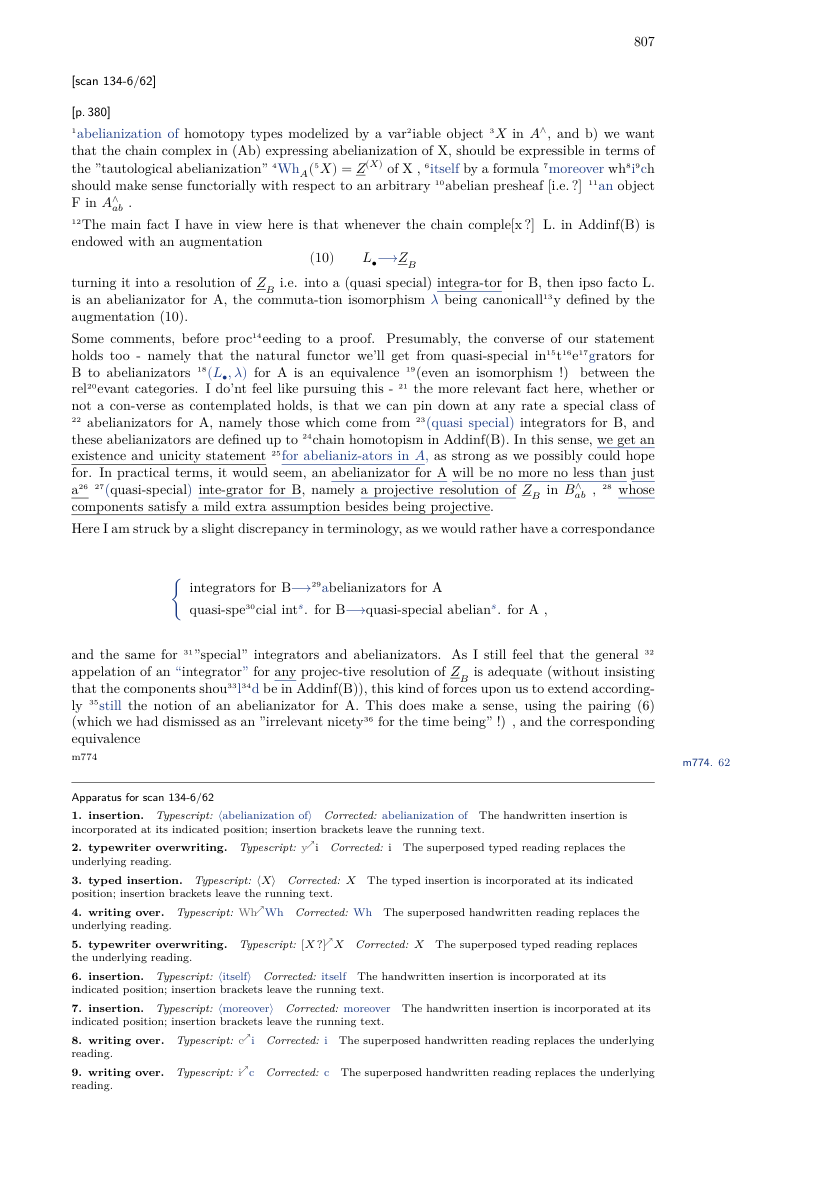 807
[scan 134-6/62]
[p. 380]
¹abelianization of homotopy types modelized by a var²iable object ³X in A^, and b) we want
that the chain complex in (Ab) expressing abelianization of X, should be expressible in terms of
the ”tautological abelianization” ⁴Wh_A(⁵X) = Z^(X) of X , ⁶itself by a formula ⁷moreover wh⁸i⁹ch
should make sense functorially with respect to an arbitrary ¹⁰abelian presheaf [i.e. ?] ¹¹an object
F in A^_ab .
¹²The main fact I have in view here is that whenever the chain comple[x ?] L. in Addinf(B) is
endowed with an augmentation
(10) L•⟶Z_B
turning it into a resolution of Z_B i.e. into a (quasi special) integra-tor for B, then ipso facto L.
is an abelianizator for A, the commuta-tion isomorphism λ being canonicall¹³y defined by the
augmentation (10).
Some comments, before proc¹⁴eeding to a proof. Presumably, the converse of our statement
holds too - namely that the natural functor we’ll get from quasi-special in¹⁵t¹⁶e¹⁷grators for
B to abelianizators ¹⁸(L•, λ) for A is an equivalence ¹⁹(even an isomorphism !) between the
rel²⁰evant categories. I do’nt feel like pursuing this - ²¹ the more relevant fact here, whether or
not a con-verse as contemplated holds, is that we can pin down at any rate a special class of
²² abelianizators for A, namely those which come from ²³(quasi special) integrators for B, and
these abelianizators are defined up to ²⁴chain homotopism in Addinf(B). In this sense, we get an
existence and unicity statement ²⁵for abelianiz-ators in A, as strong as we possibly could hope
for. In practical terms, it would seem, an abelianizator for A will be no more no less than just
a²⁶ ²⁷(quasi-special) inte-grator for B, namely a projective resolution of Z_B in B^_ab , ²⁸ whose
components satisfy a mild extra assumption besides being projective.
Here I am struck by a slight discrepancy in terminology, as we would rather have a correspondance
integrators for B⟶²⁹abelianizators for A
quasi-spe³⁰cial intˢ. for B⟶quasi-special abelianˢ. for A ,
and the same for ³¹”special” integrators and abelianizators. As I still feel that the general ³²
appelation of an “integrator” for any projec-tive resolution of Z_B is adequate (without insisting
that the components shou³³l³⁴d be in Addinf(B)), this kind of forces upon us to extend according-
ly ³⁵still the notion of an abelianizator for A. This does make a sense, using the pairing (6)
(which we had dismissed as an ”irrelevant nicety³⁶ for the time being” !) , and the corresponding
equivalence
m774
m774. 62
Apparatus for scan 134-6/62
1. insertion. Typescript: ⟨abelianization of⟩ Corrected: abelianization of The handwritten insertion is
incorporated at its indicated position; insertion brackets leave the running text.
2. typewriter overwriting. Typescript: y↗i Corrected: i The superposed typed reading replaces the
underlying reading.
3. typed insertion. Typescript: ⟨X⟩ Corrected: X The typed insertion is incorporated at its indicated
position; insertion brackets leave the running text.
4. writing over. Typescript: Wh↗Wh Corrected: Wh The superposed handwritten reading replaces the
underlying reading.
5. typewriter overwriting. Typescript: [X ?]↗X Corrected: X The superposed typed reading replaces
the underlying reading.
6. insertion. Typescript: ⟨itself⟩ Corrected: itself The handwritten insertion is incorporated at its
indicated position; insertion brackets leave the running text.
7. insertion. Typescript: ⟨moreover⟩ Corrected: moreover The handwritten insertion is incorporated at its
indicated position; insertion brackets leave the running text.
8. writing over. Typescript: c↗i Corrected: i The superposed handwritten reading replaces the underlying
reading.
9. writing over. Typescript: i↗c Corrected: c The superposed handwritten reading replaces the underlying
reading.